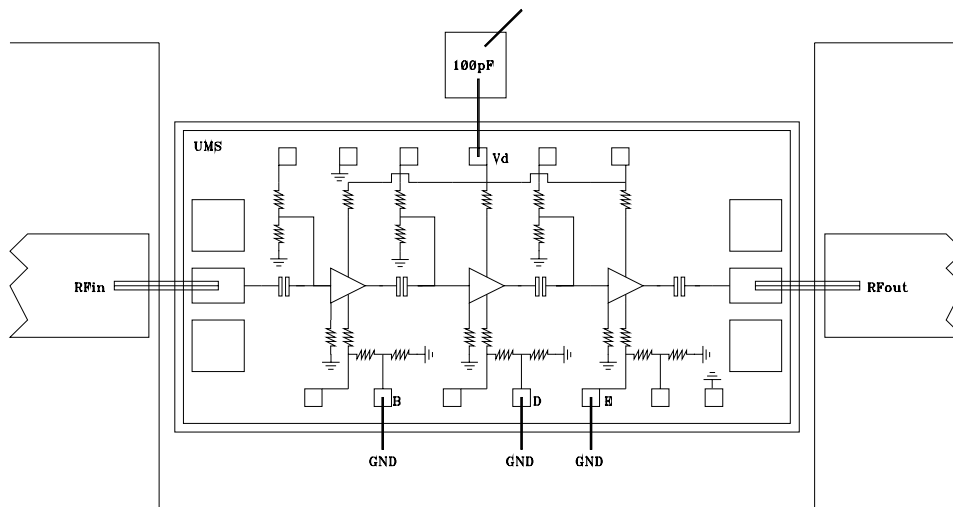 100pF
UMS
Vd
RFin
RFout
B
D
E
GND
GND
GND